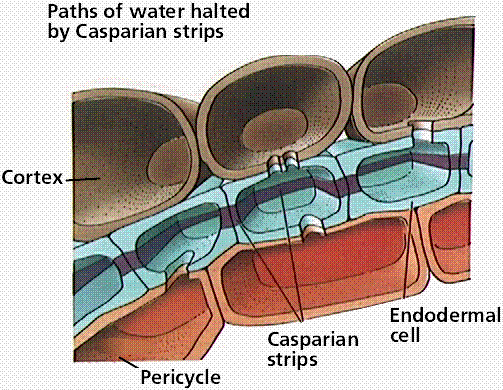 Paths of water halted
by Casparian strips
Cortex
Endodermal
cell
Casparian
strips
Pericycle